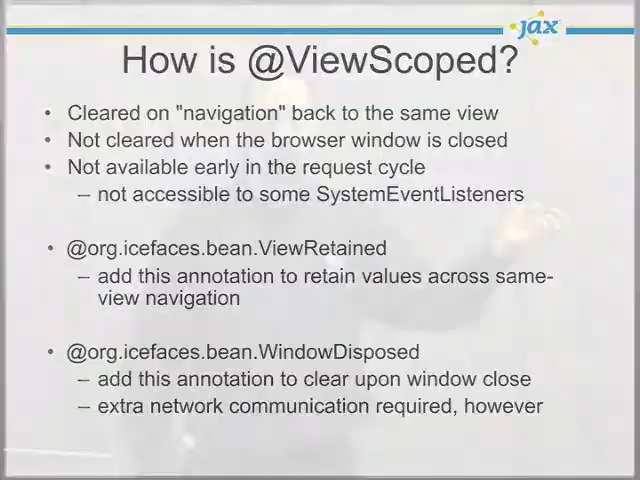 jax
How is @ViewScoped?
• Cleared on "navigation" back to the same view
• Not cleared when the browser window is closed
• Not available early in the request cycle
– not accessible to some SystemEventListeners
• @org.icefaces.bean.ViewRetained
– add this annotation to retain values across same-
view navigation
• @org.icefaces.bean.WindowDisposed
– add this annotation to clear upon window close
– extra network communication required, however